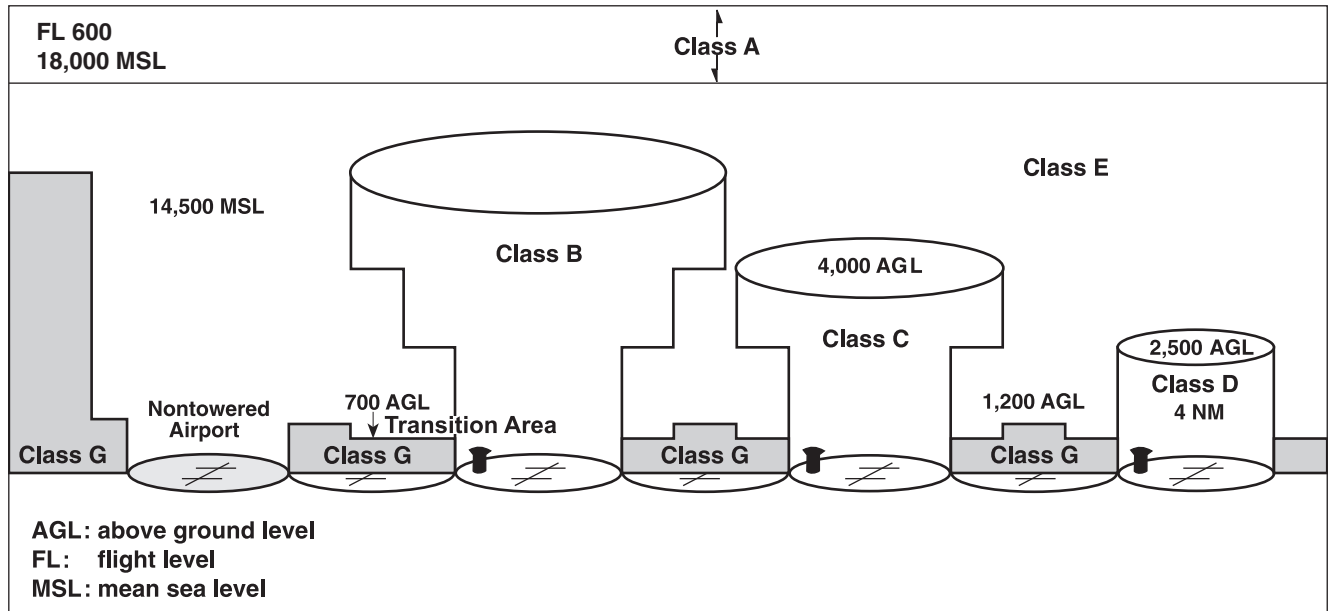 FL 600
18,000 MSL
Class A
Class E
14,500 MSL
Class B
4,000 AGL
Class C
2,500 AGL
Class D
4 NM
Nontowered
Airport
700 AGL
Transition Area
1,200 AGL
Class G
Class G
Class G
Class G
AGL: above ground level
FL: flight level
MSL: mean sea level